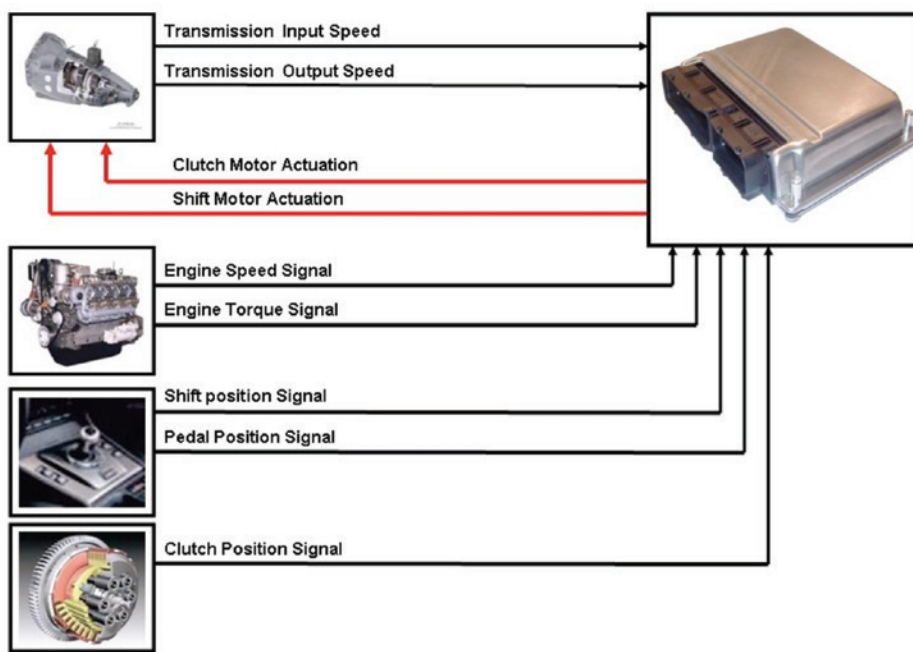 Transmission Input Speed
Transmission Output Speed
Clutch Motor Actuation
Shift Motor Actuation
Engine Speed Signal
Engine Torque Signal
Shift position Signal
Pedal Position Signal
Clutch Position Signal